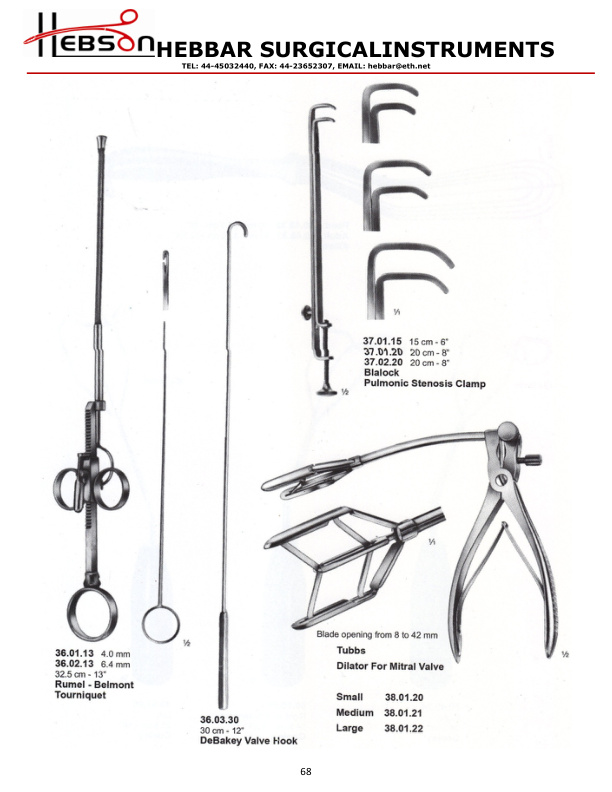 HEBSON
HEBBAR SURGICALINSTRUMENTS
TEL: 44-45032440, FAX: 44-23652307, EMAIL: hebbar@eth.net
¹⁄₁
37.01.15 15 cm - 6"
37.01.20 20 cm - 8"
37.02.20 20 cm - 8"
Blalock
Pulmonic Stenosis Clamp
½
¹⁄₁
Blade opening from 8 to 42 mm
½
Tubbs
Dilator For Mitral Valve
Small 38.01.20
Medium 38.01.21
Large 38.01.22
½
36.01.13 4.0 mm
36.02.13 6.4 mm
32.5 cm - 13"
Rumel - Belmont
Tourniquet
36.03.30
30 cm - 12"
DeBakey Valve Hook
68